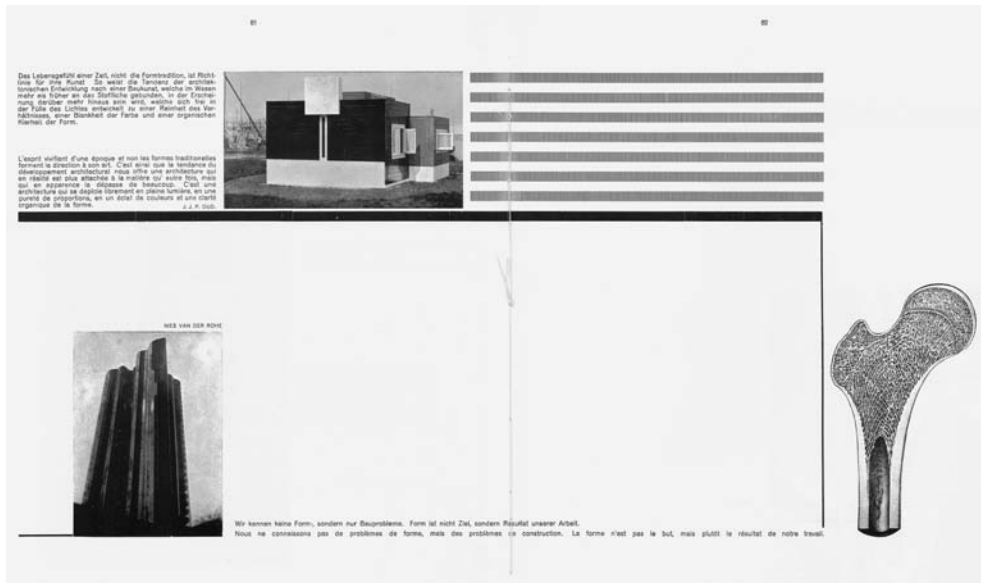 61
60
Das Lebensgefühl einer Zeit, nicht die Formtradition, ist Richt-
linie für ihre Kunst. So weist die Tendenz der architek-
tonischen Entwicklung nach einer Baukunst, welche im Wesen
mehr als früher an das Stoffliche gebunden, in der Erschei-
nung darüber mehr hinaus sein wird, welche sich frei in
der Fülle des Lichtes entwickelt zu einer Reinheit des Ver-
hältnisses, einer Blankheit der Farbe und einer organischen
Klarheit der Form.
L'esprit vivifiant d'une époque et non les formes traditionelles
forment la direction à son art. C'est ainsi que la tendance du
développement architectural nous offre une architecture qui
en réalité est plus attachée à la matière qu' autre fois, mais
qui en apparence la dépasse de beaucoup. C'est une
architecture qui se deploie librement en pleine lumière, en une
pureté de proportions, en un éclat de couleurs et une clarté
organique de la forme.
J. J. P. OUD.
MIES VAN DER ROHE
Wir kennen keine Form-, sondern nur Bauprobleme. Form ist nicht Ziel, sondern Resultat unserer Arbeit.
Nous ne connaissons pas de problèmes de forme, mais des problèmes de construction. La forme n'est pas le but, mais plutôt le résultat de notre travail.